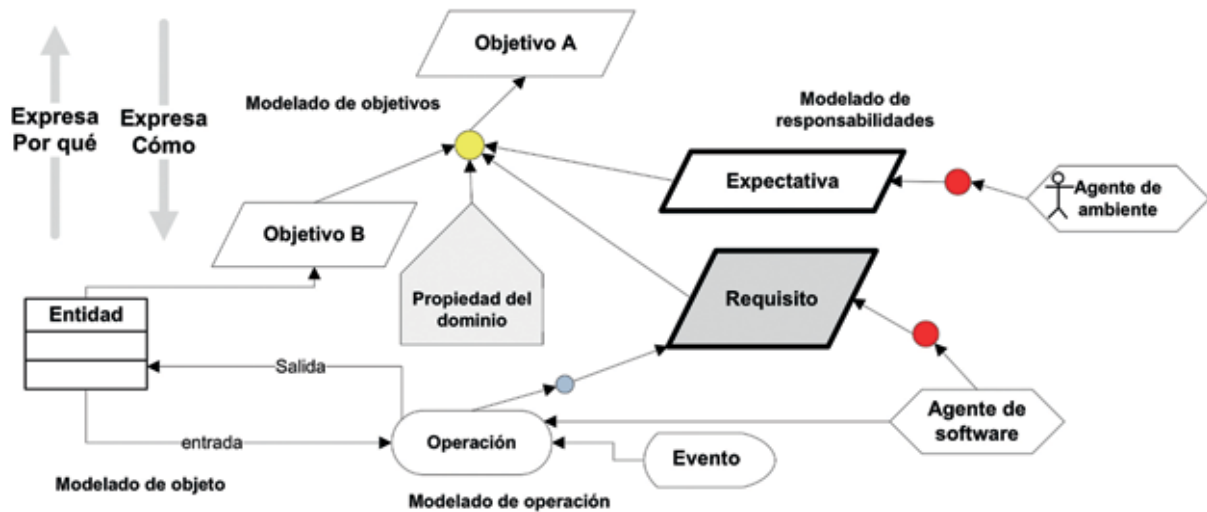 Objetivo A
Expresa
Por qué
Expresa
Cómo
Modelado de objetivos
Modelado de
responsabilidades
Expectativa
Agente de
ambiente
Objetivo B
Propiedad del
dominio
Requisito
Entidad
Salida
entrada
Operación
Evento
Agente de
software
Modelado de objeto
Modelado de operación